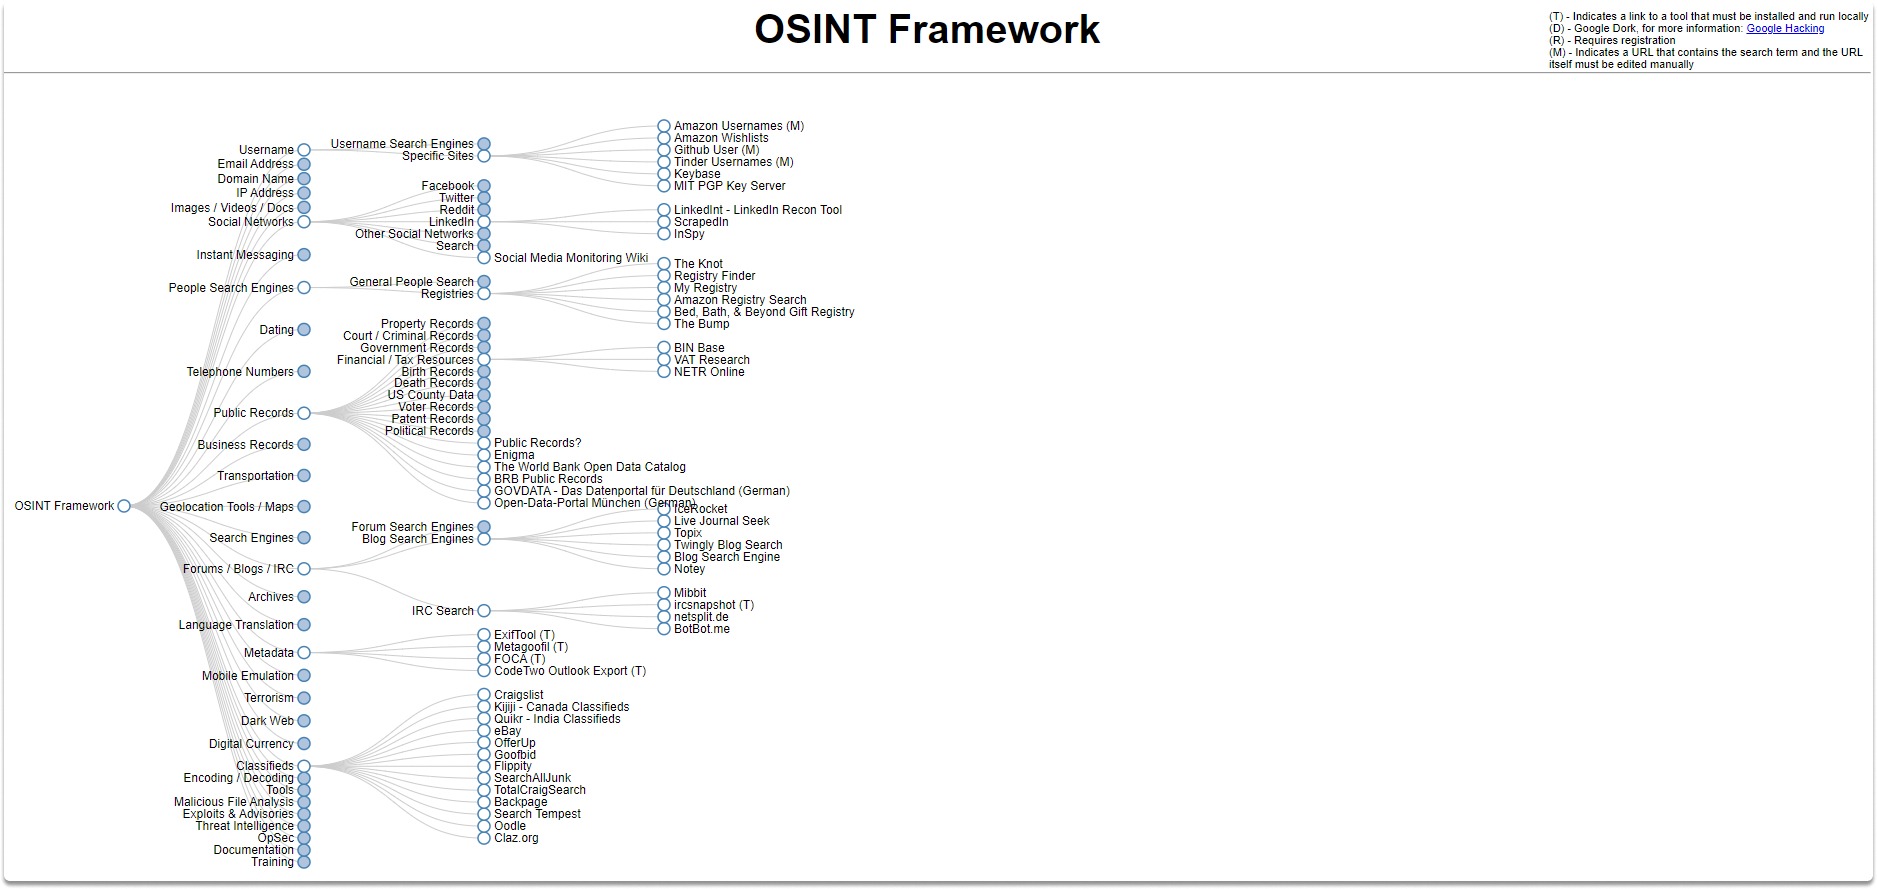 OSINT Framework
(T) - Indicates a link to a tool that must be installed and run locally
(D) - Google Dork, for more information: Google Hacking
(R) - Requires registration
(M) - Indicates a URL that contains the search term and the URL
itself must be edited manually
OSINT Framework
Username
Email Address
Domain Name
IP Address
Images / Videos / Docs
Social Networks
Instant Messaging
People Search Engines
Dating
Telephone Numbers
Public Records
Business Records
Transportation
Geolocation Tools / Maps
Search Engines
Forums / Blogs / IRC
Archives
Language Translation
Metadata
Mobile Emulation
Terrorism
Dark Web
Digital Currency
Classifieds
Encoding / Decoding
Tools
Malicious File Analysis
Exploits & Advisories
Threat Intelligence
OpSec
Documentation
Training
Username Search Engines
Specific Sites
Facebook
Twitter
Reddit
LinkedIn
Other Social Networks
Search
Social Media Monitoring Wiki
General People Search
Registries
Property Records
Court / Criminal Records
Government Records
Financial / Tax Resources
Birth Records
Death Records
US County Data
Voter Records
Patent Records
Political Records
Public Records?
Enigma
The World Bank Open Data Catalog
BRB Public Records
GOVDATA - Das Datenportal für Deutschland (German)
Open-Data-Portal München (German)
Forum Search Engines
Blog Search Engines
IRC Search
ExifTool (T)
Metagoofil (T)
FOCA (T)
CodeTwo Outlook Export (T)
Craigslist
Kijiji - Canada Classifieds
Quikr - India Classifieds
eBay
OfferUp
Goofbid
Flippity
SearchAllJunk
TotalCraigSearch
Backpage
Search Tempest
Oodle
Claz.org
Amazon Usernames (M)
Amazon Wishlists
Github User (M)
Tinder Usernames (M)
Keybase
MIT PGP Key Server
LinkedInt - LinkedIn Recon Tool
ScrapedIn
InSpy
The Knot
Registry Finder
My Registry
Amazon Registry Search
Bed, Bath, & Beyond Gift Registry
The Bump
BIN Base
VAT Research
NETR Online
IceRocket
Live Journal Seek
Topix
Twingly Blog Search
Blog Search Engine
Notey
Mibbit
ircsnapshot (T)
netsplit.de
BotBot.me